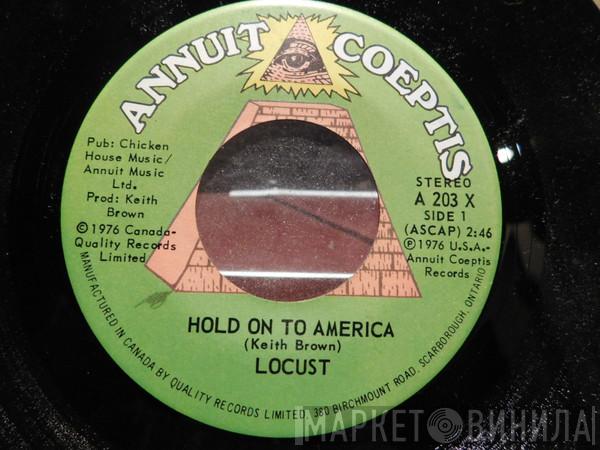 ANNUIT COEPTIS
Pub: Chicken
House Music/
Annuit Music
Ltd.
Prod: Keith
Brown
©1976 Canada-
Quality Records
Limited
STEREO
A 203 X
SIDE 1
(ASCAP) 2:46
℗1976 U.S.A.-
Annuit Coeptis
Records
HOLD ON TO AMERICA
(Keith Brown)
LOCUST
MANUFACTURED IN CANADA BY QUALITY RECORDS LIMITED, 380 BIRCHMOUNT ROAD, SCARBOROUGH, ONTARIO
МАРКЕТ ВИНИЛА